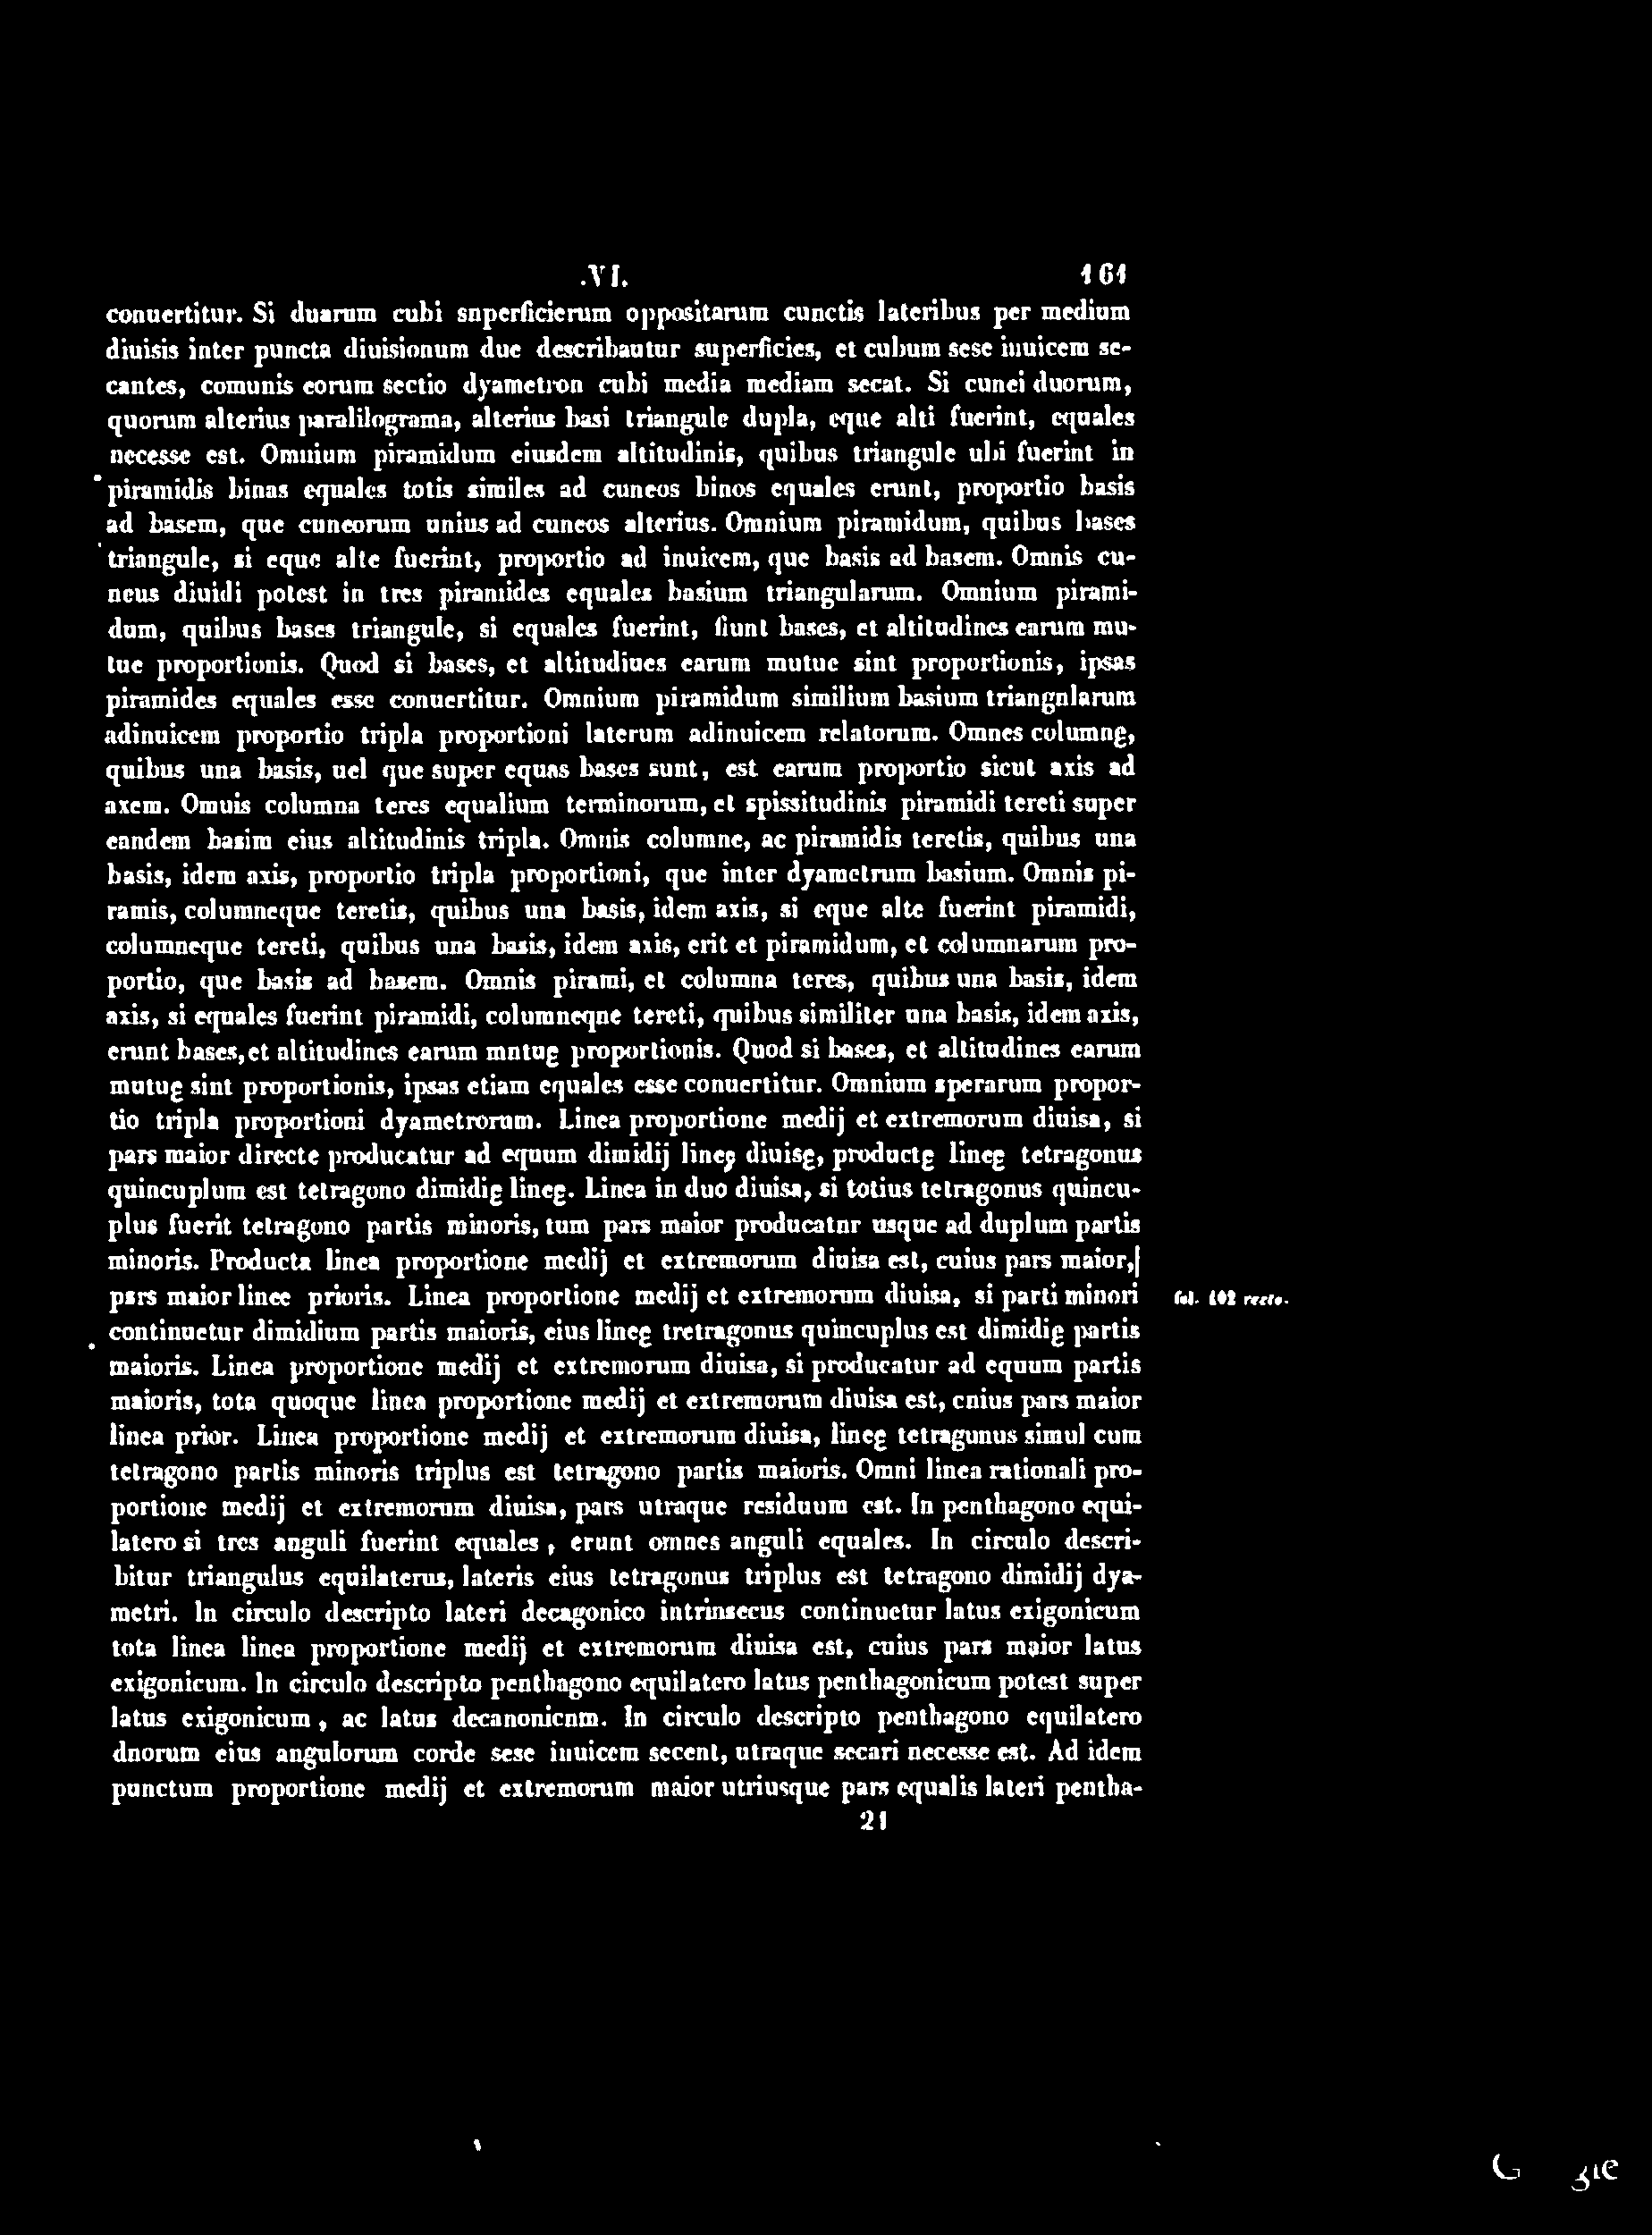 .VI. 161
conuertitur. Si duarum cubi snperficierum oppositarum cunctis lateribus per medium
diuisis inter puncta diuisionum due describautur superficies, et cubum sese inuicem se-
cantes, comunis eorum sectio dyametron cubi media mediam secat. Si cunei duorum,
quorum alterius paralilograma, alterius basi triangule dupla, eque alti fuerint, equales
necesse est. Omnium piramidum eiusdem altitudinis, quibus triangule ubi fuerint in
piramidis binas equales totis similes ad cuneos binos equales erunt, proportio basis
ad basem, que cuneorum unius ad cuneos alterius. Omnium piramidum, quibus bases
triangule, si eque alte fuerint, proportio ad inuicem, que basis ad basem. Omnis cu-
neus diuidi potest in tres piramides equales basium triangularum. Omnium pirami-
dum, quibus bases triangule, si equales fuerint, fiunt bases, et altitudines earum mu-
tue proportionis. Quod si bases, et altitudiues earum mutue sint proportionis, ipsas
piramides equales esse conuertitur. Omnium piramidum similium basium triangnlarum
adinuicem proportio tripla proportioni laterum adinuicem relatorum. Omnes columnę,
quibus una basis, uel que super equas bases sunt, est earum proportio sicut axis ad
axem. Omuis columna teres equalium terminorum, et spissitudinis piramidi tereti super
eandem basim eius altitudinis tripla. Omnis columne, ac piramidis teretis, quibus una
basis, idem axis, proportio tripla proportioni, que inter dyametrum basium. Omnis pi-
ramis, columneque teretis, quibus una basis, idem axis, si eque alte fuerint piramidi,
columneque tereti, quibus una basis, idem axis, erit et piramidum, et columnarum pro-
portio, que basis ad basem. Omnis pirami, et columna teres, quibus una basis, idem
axis, si equales fuerint piramidi, columneqne tereti, quibus similiter una basis, idem axis,
erunt bases, et altitudines earum mntuę proportionis. Quod si bases, et altitudines earum
mutuę sint proportionis, ipsas etiam equales esse conuertitur. Omnium sperarum propor-
tio tripla proportioni dyametrorum. Linea proportione medij et extremorum diuisa, si
pars maior directe producatur ad equum dimidij lineę diuisę, productę lineę tetragonus
quincuplum est tetragono dimidię lineę. Linea in duo diuisa, si totius tetragonus quincu-
plus fuerit tetragono partis minoris, tum pars maior producatnr usque ad duplum partis
minoris. Producta linea proportione medij et extremorum diuisa est, cuius pars maior,|
pars maior linee prioris. Linea proportione medij et extremorum diuisa, si parti minori fol. 102 recto.
continuetur dimidium partis maioris, eius lineę tretragonus quincuplus est dimidię partis
maioris. Linea proportione medij et extremorum diuisa, si producatur ad equum partis
maioris, tota quoque linea proportione medij et extremorum diuisa est, cnius pars maior
linea prior. Linea proportione medij et extremorum diuisa, lineę tetragunus simul cum
tetragono partis minoris triplus est tetragono partis maioris. Omni linea rationali pro-
portione medij et extremorum diuisa, pars utraque residuum est. In penthagono equi-
latero si tres anguli fuerint equales, erunt omnes anguli equales. In circulo descri-
bitur triangulus equilaterus, lateris eius tetragonus triplus est tetragono dimidij dya-
metri. In circulo descripto lateri decagonico intrinsecus continuetur latus exigonicum
tota linea linea proportione medij et extremorum diuisa est, cuius pars maior latus
exigonicum. In circulo descripto penthagono equilatero latus penthagonicum potest super
latus exigonicum, ac latus decanonicnm. In circulo descripto penthagono equilatero
dnorum eius angulorum corde sese inuicem secent, utraque secari necesse est. Ad idem
punctum proportione medij et extremorum maior utriusque pars equalis lateri pentha-
21